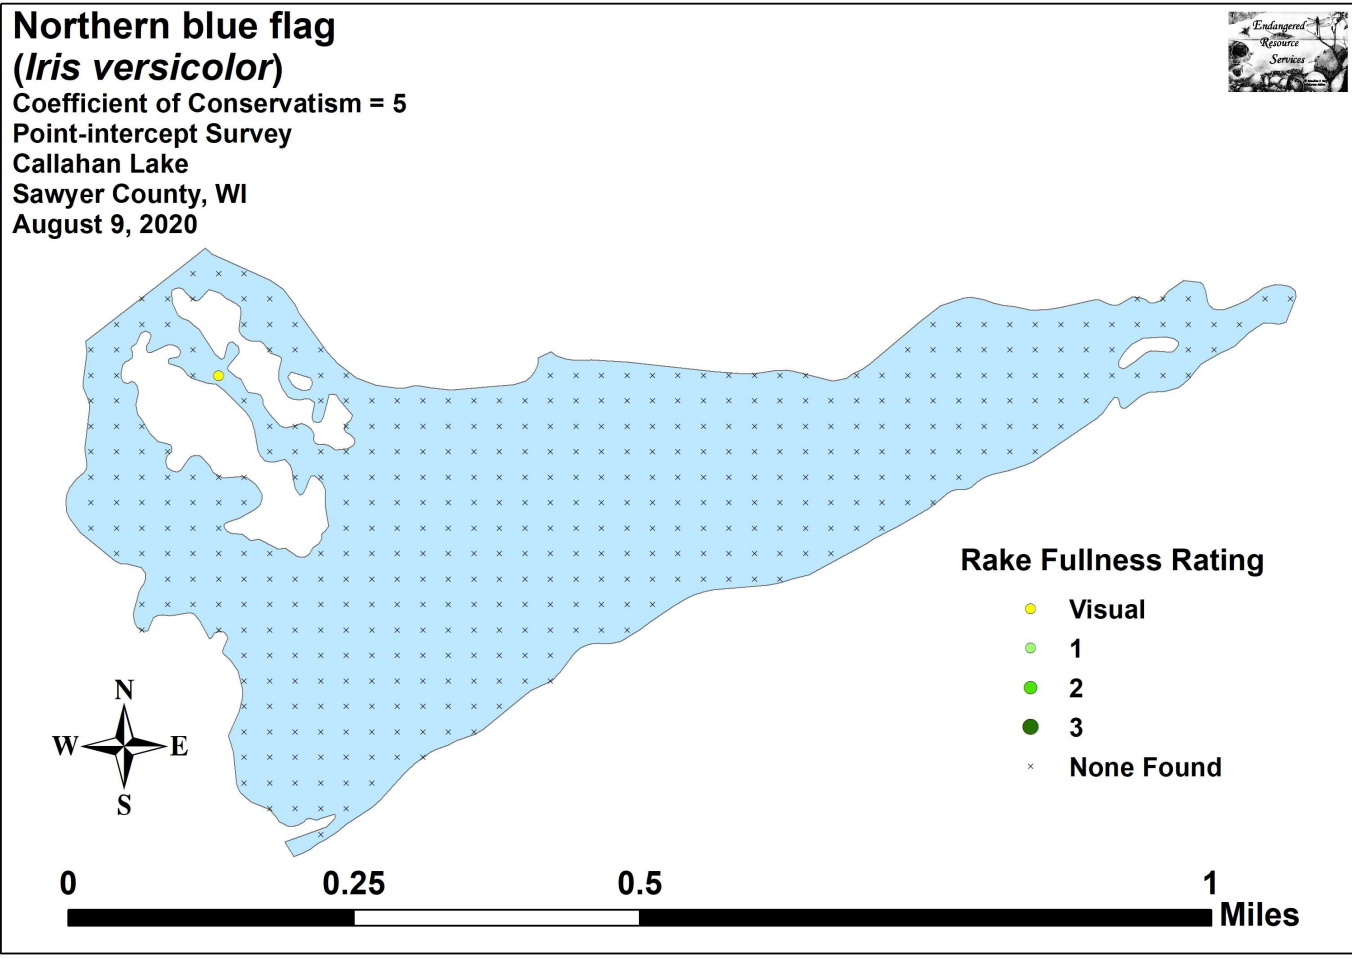 Northern blue flag
(Iris versicolor)
Coefficient of Conservatism = 5
Point-intercept Survey
Callahan Lake
Sawyer County, WI
August 9, 2020
Endangered
Resource
Services
Rake Fullness Rating
Visual
1
2
3
None Found
N
W E
S
0 0.25 0.5 1
Miles